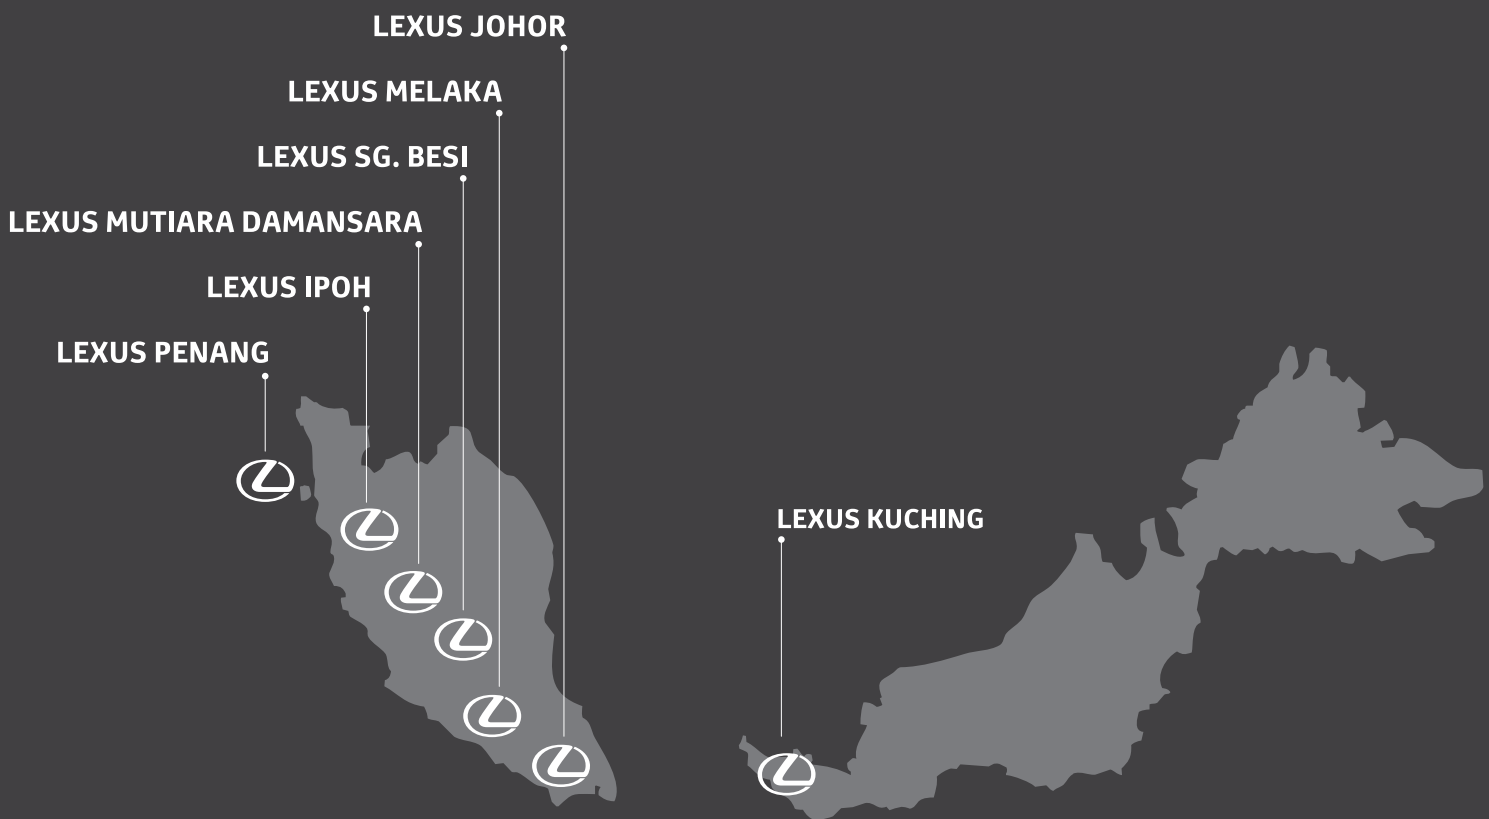 LEXUS JOHOR
LEXUS MELAKA
LEXUS SG. BESI
LEXUS MUTIARA DAMANSARA
LEXUS IPOH
LEXUS PENANG
LEXUS KUCHING